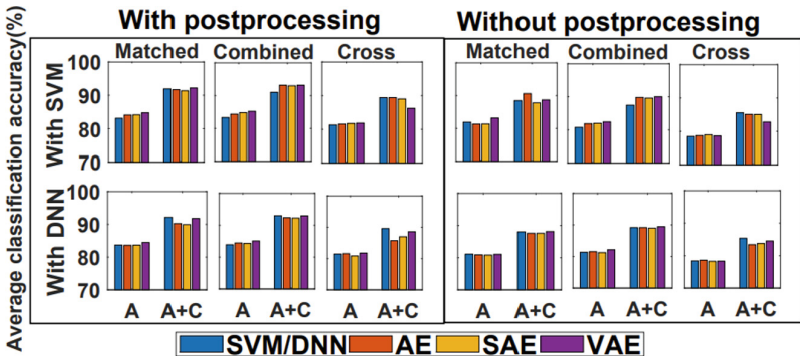 With postprocessing Without postprocessing
Average classification accuracy(%)
With SVM
With DNN
Matched Combined Cross Matched Combined Cross
100
90
80
70
100
90
80
70
A A+C A A+C A A+C A A+C A A+C A A+C
SVM/DNN AE SAE VAE